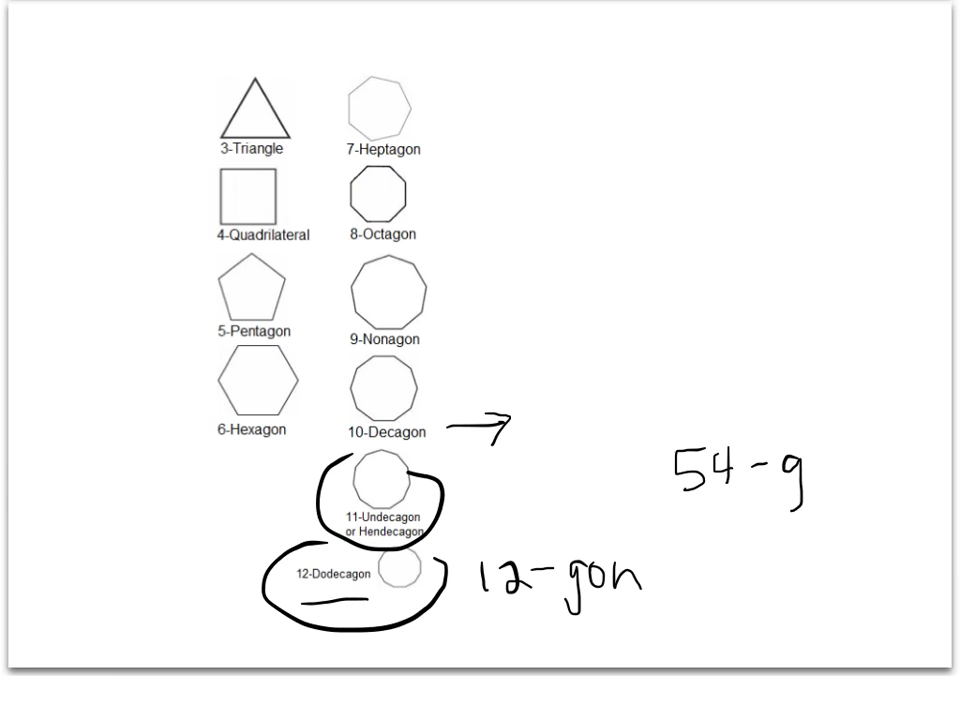 3-Triangle
7-Heptagon
4-Quadrilateral
8-Octagon
5-Pentagon
9-Nonagon
6-Hexagon
10-Decagon
54-g
11-Undecagon
or Hendecagon
12-Dodecagon
12-gon